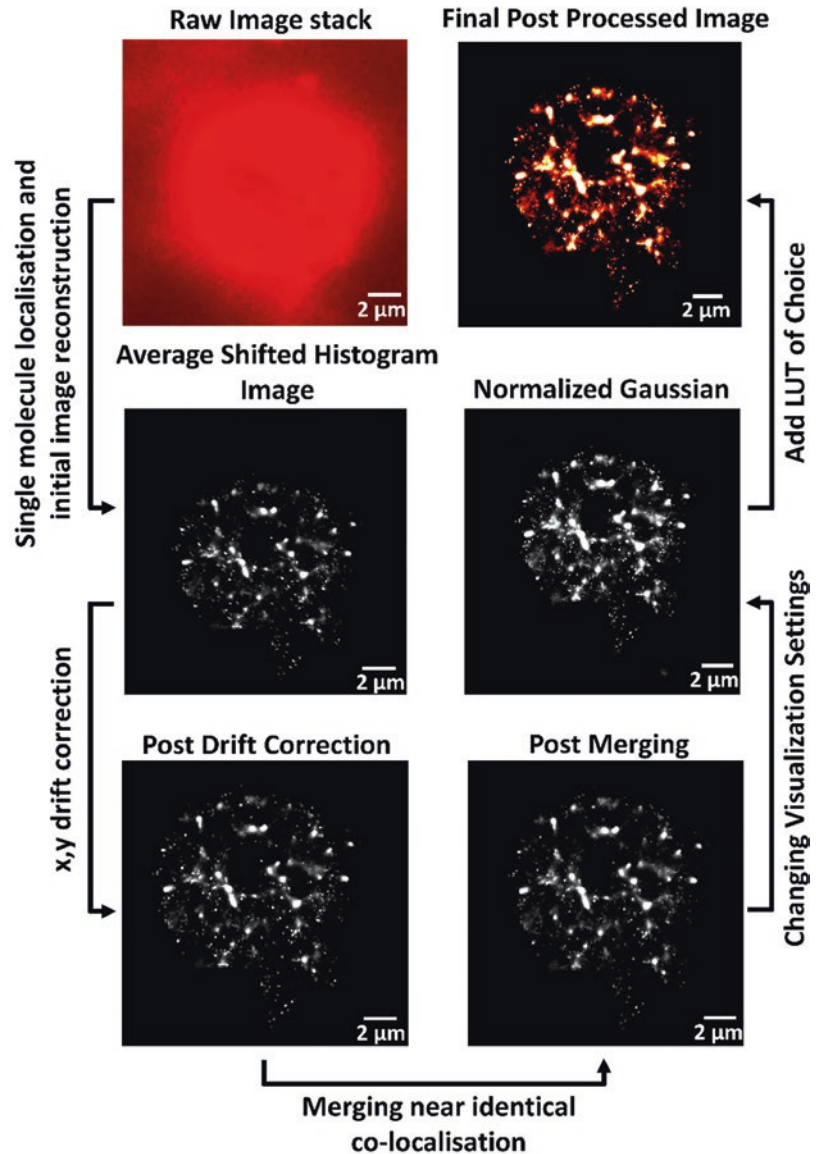 Raw Image stack
Final Post Processed Image
2 µm
2 µm
Single molecule localisation and
initial image reconstruction
Add LUT of Choice
Average Shifted Histogram
Image
Normalized Gaussian
2 µm
2 µm
x,y drift correction
Changing Visualization Settings
Post Drift Correction
Post Merging
2 µm
2 µm
Merging near identical
co-localisation